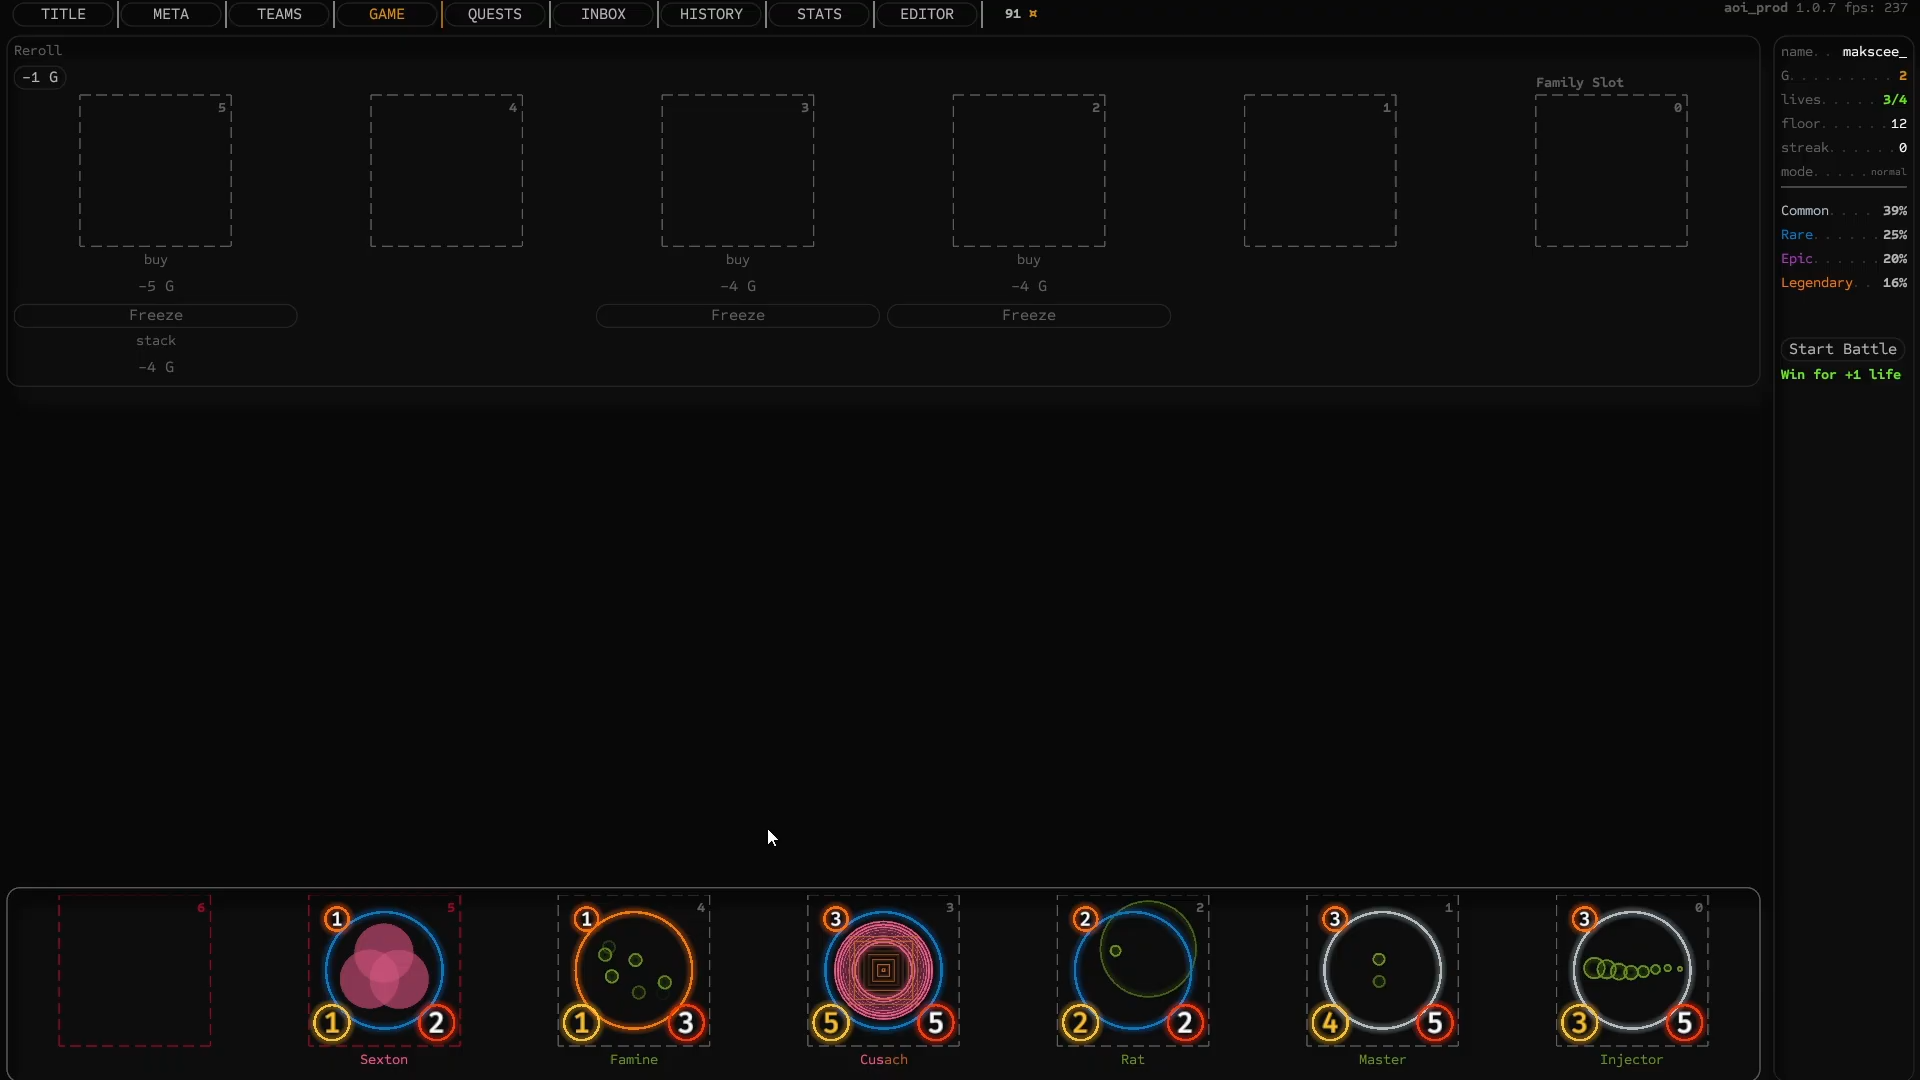 TITLE META TEAMS GAME QUESTS INBOX HISTORY STATS EDITOR 91 ¤
aoi_prod 1.0.7 fps: 237
Reroll
-1 G
Family Slot
5 4 3 2 1 0
buy buy buy
-5 G -4 G -4 G
Freeze Freeze Freeze
stack
-4 G
name. . makscee_
G. . . . . . . . . 2
lives. . . . . 3/4
floor. . . . . . 12
streak. . . . . . 0
mode. . . . . normal
Common. . . . 39%
Rare. . . . . . 25%
Epic. . . . . . 20%
Legendary. . 16%
Start Battle
Win for +1 life
6 5 4 3 2 1 0
1 1 3 2 3 3
1 2 1 3 5 5 2 2 4 5 3 5
Sexton Famine Cusach Rat Master Injector